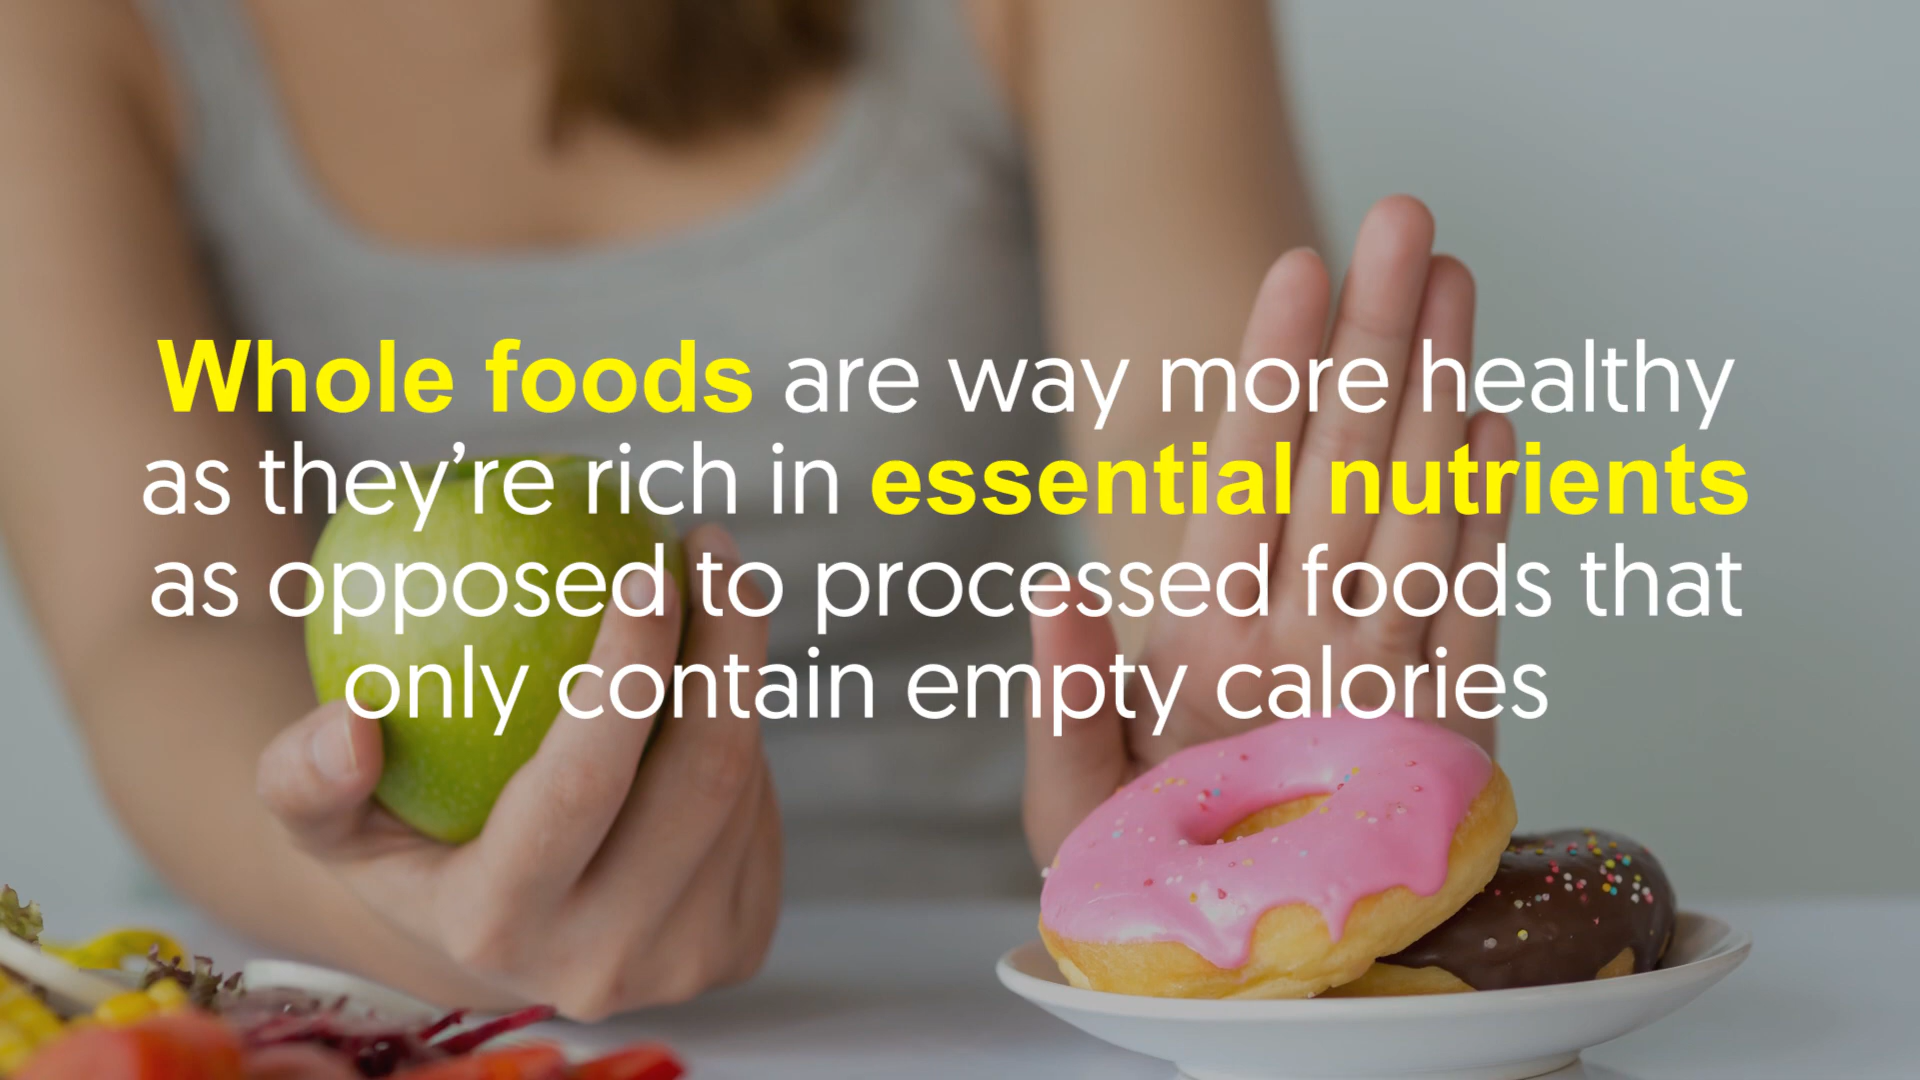 Whole foods are way more healthy
as they’re rich in essential nutrients
as opposed to processed foods that
only contain empty calories